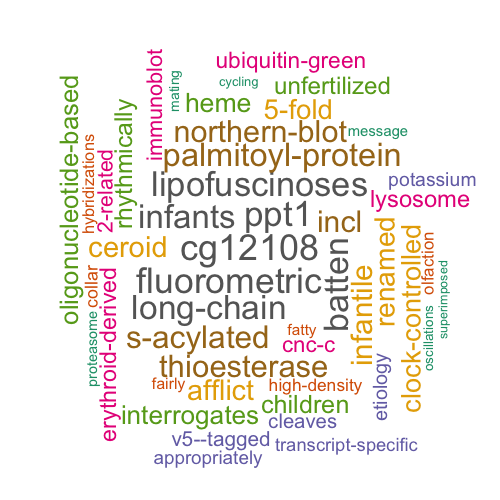 ubiquitin-green
cycling
unfertilized
immunoblot
mating
heme
5-fold
oligonucleotide-based
rhythmically
northern-blot
message
hybridizations
2-related
palmitoyl-protein
potassium
lipofuscinoses
lysosome
infants
ppt1
incl
ceroid
cg12108
batten
infantile
renamed
clock-controlled
olfaction
superimposed
oscillations
collar
erythroid-derived
proteasome
fluorometric
long-chain
s-acylated
fatty
cnc-c
thioesterase
etiology
fairly
afflict
high-density
interrogates
children
cleaves
v5--tagged
transcript-specific
appropriately